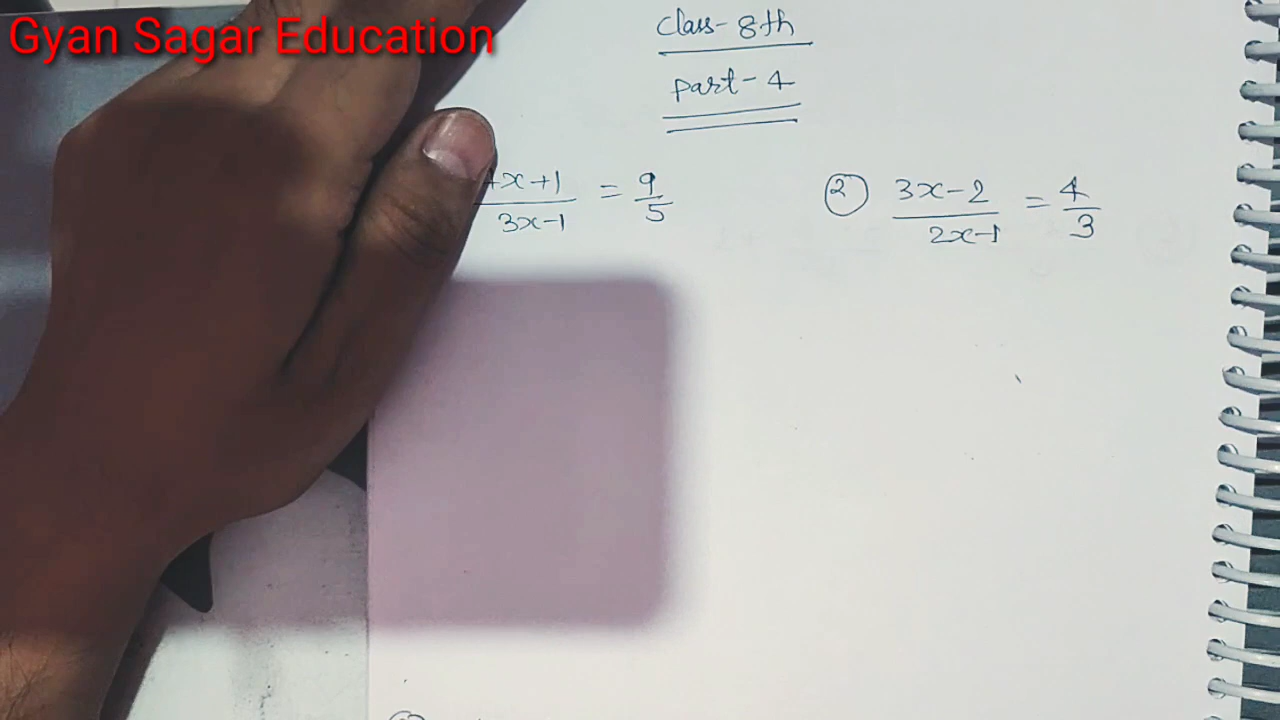 Gyan Sagar Education
Class-8th
part-4
x+1
3x-1
= 9
5
2
3x-2
2x-1
= 4
3